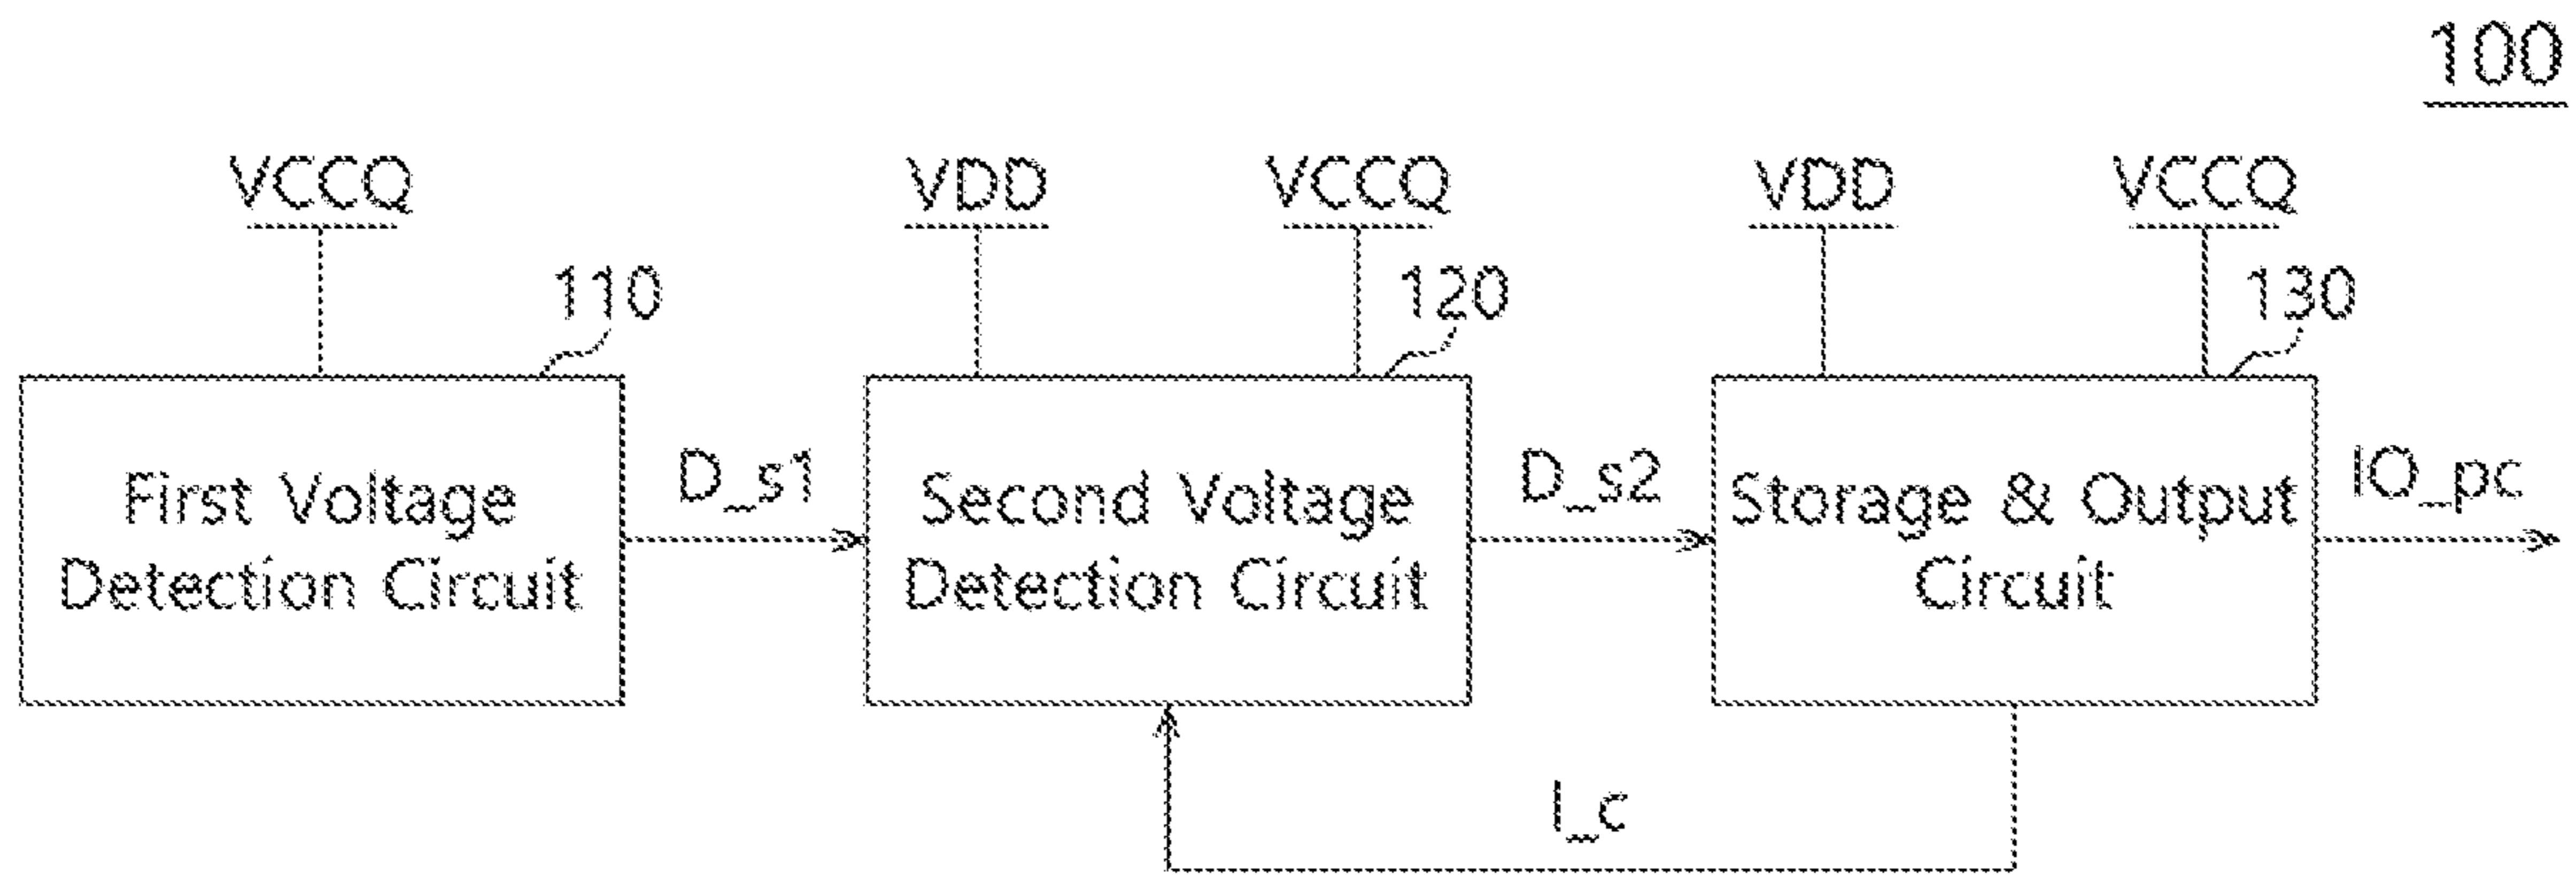 100
VCCQ
VDD
VCCQ
VDD
VCCQ
110
120
130
First Voltage
Detection Circuit
D_s1
Second Voltage
Detection Circuit
D_s2
Storage & Output
Circuit
IO_pc
I_c